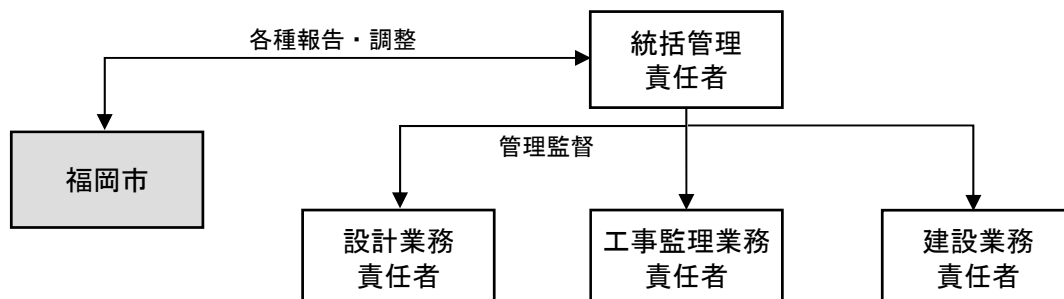 各種報告・調整
統括管理
責任者
福岡市
管理監督
設計業務
責任者
工事監理業務
責任者
建設業務
責任者